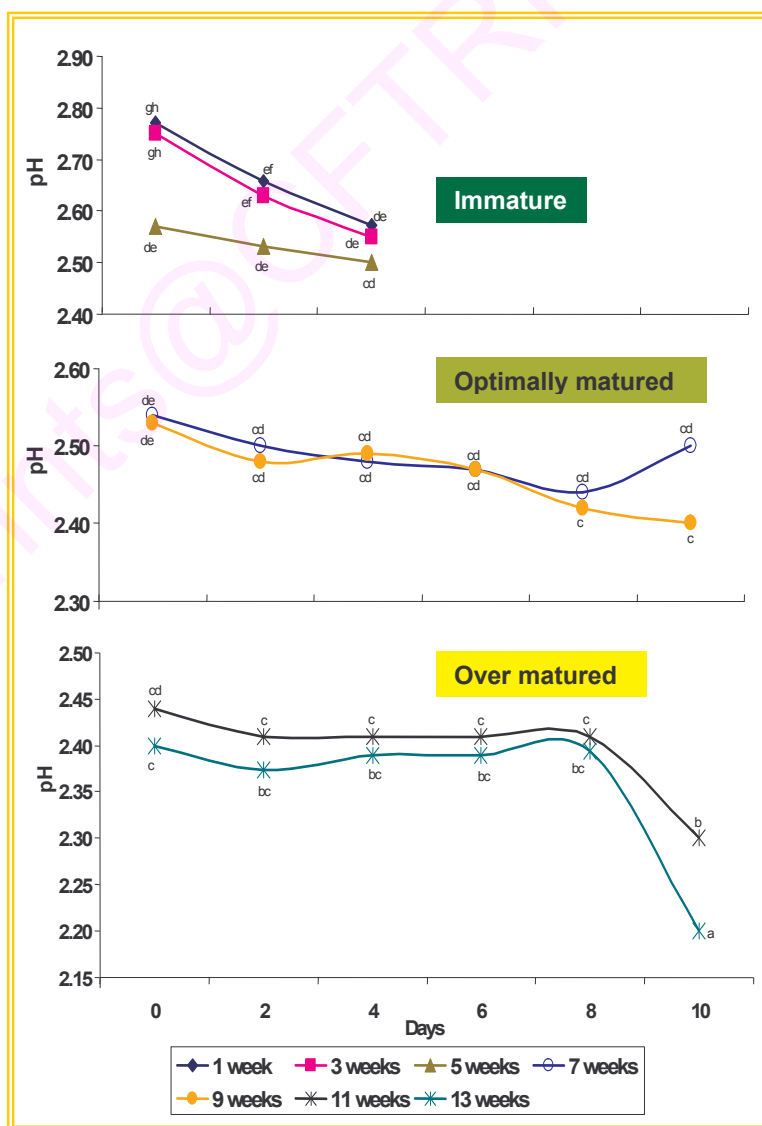 2.90
2.80
2.70
2.60
2.50
2.40
pH
gh
gh
ef
ef
de
de
de
de
cd
Immature
2.60
2.50
2.40
2.30
pH
de
de
cd
cd
cd
cd
cd
cd
cd
c
cd
c
Optimally matured
2.50
2.45
2.40
2.35
2.30
2.25
2.20
2.15
pH
cd
c
c
c
c
b
c
bc
bc
bc
bc
a
Over matured
0 2 4 6 8 10
Days
1 week 3 weeks 5 weeks 7 weeks
9 weeks 11 weeks 13 weeks